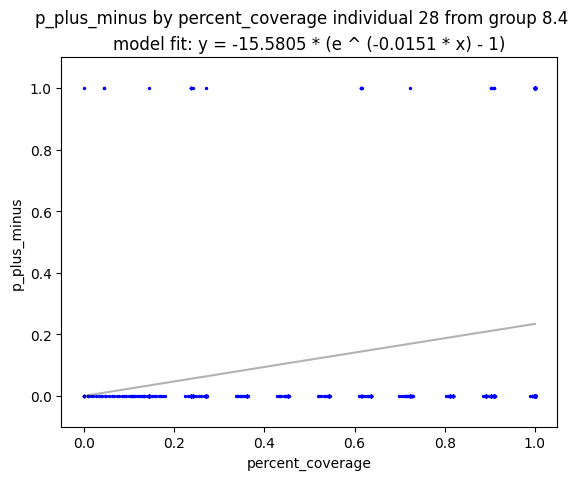 p_plus_minus by percent_coverage individual 28 from group 8.4
model fit: y = -15.5805 * (e ^ (-0.0151 * x) - 1)
1.0
0.8
0.6
0.4
0.2
0.0
p_plus_minus
0.0 0.2 0.4 0.6 0.8 1.0
percent_coverage